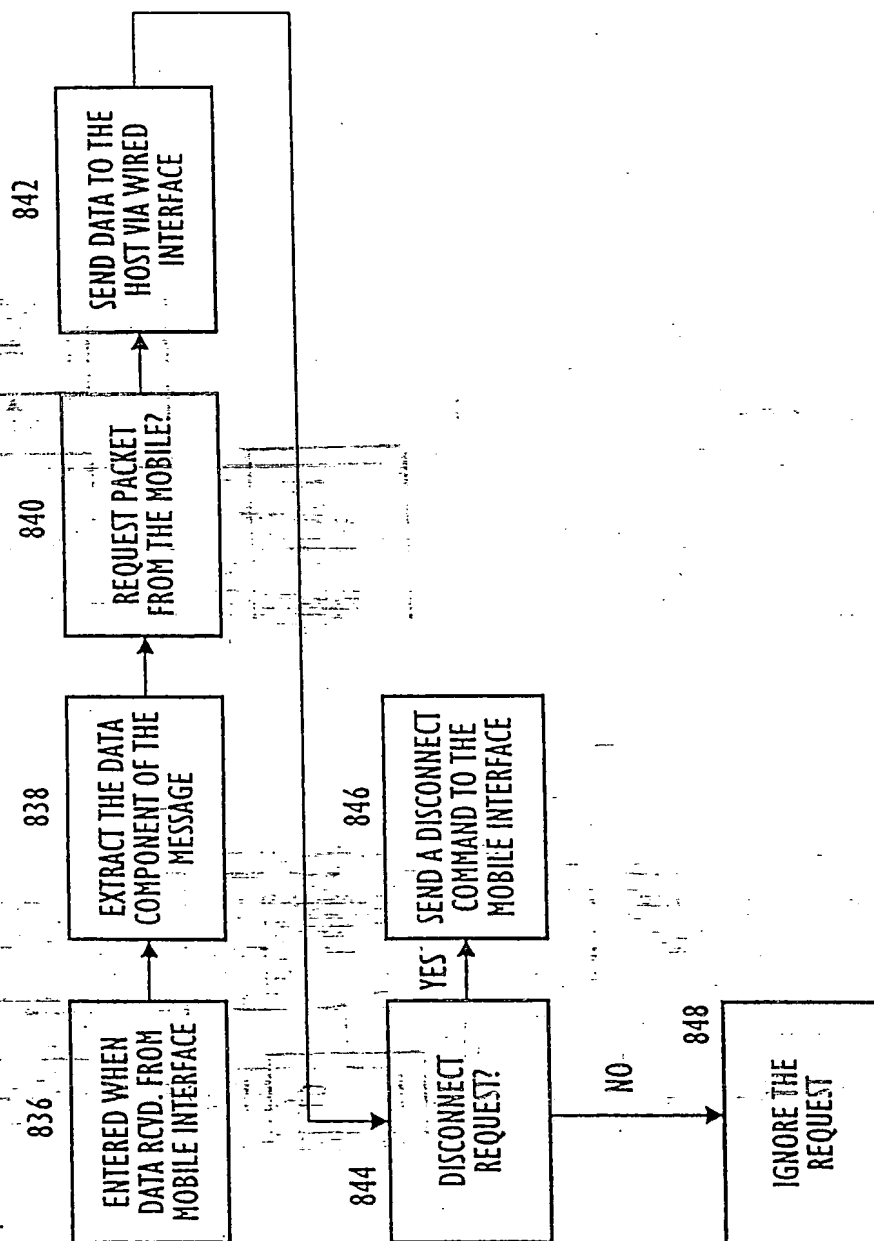 836
ENTERED WHEN
DATA RCVD. FROM
MOBILE INTERFACE
838
EXTRACT THE DATA
COMPONENT OF THE
MESSAGE
840
REQUEST PACKET
FROM THE MOBILE?
842
SEND DATA TO THE
HOST VIA WIRED
INTERFACE
844
DISCONNECT
REQUEST?
YES
846
SEND A DISCONNECT
COMMAND TO THE
MOBILE INTERFACE
NO
848
IGNORE THE
REQUEST